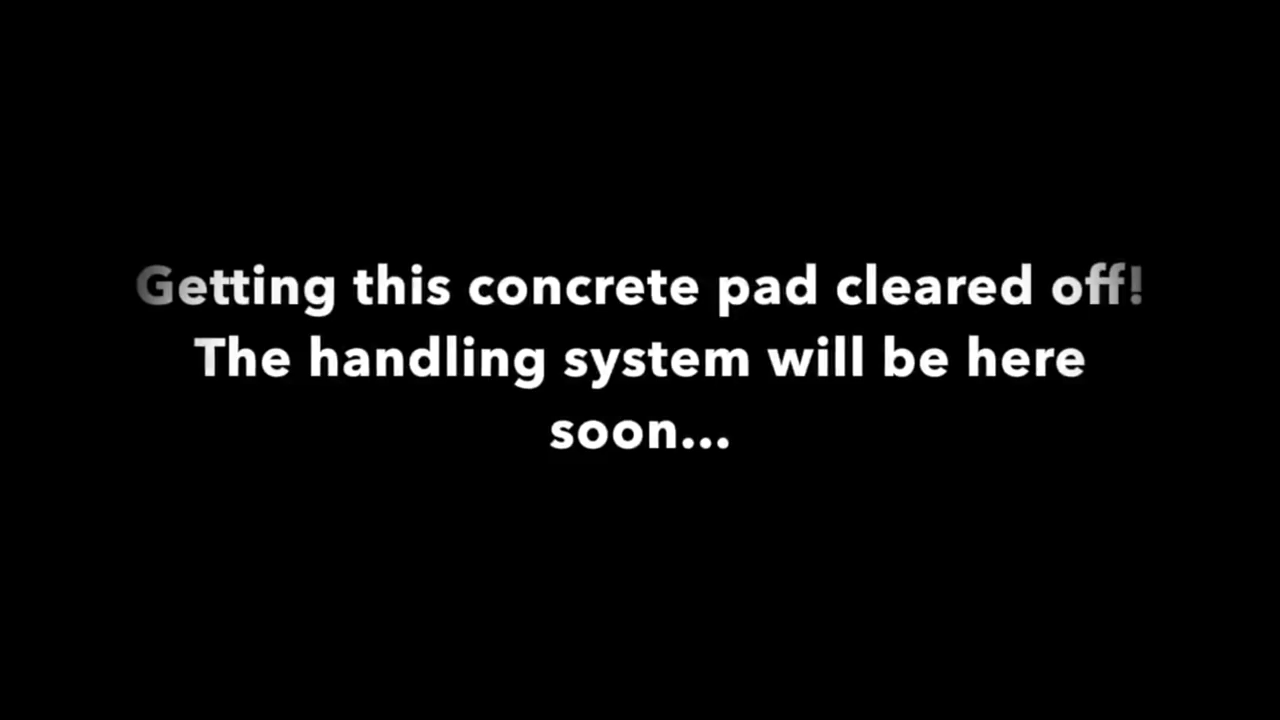 Getting this concrete pad cleared off!
The handling system will be here
soon...